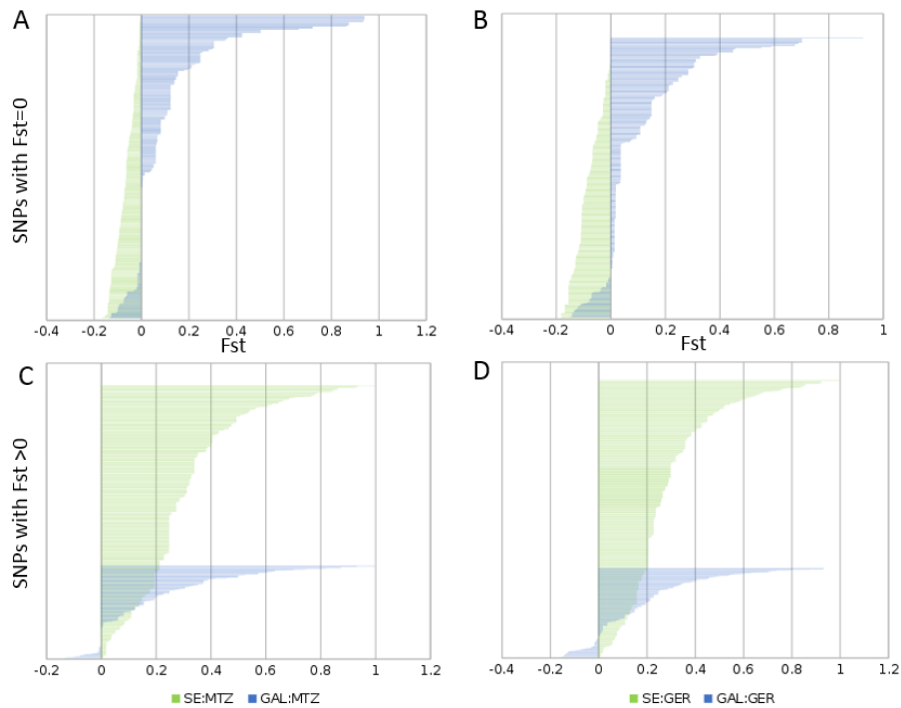 A
B
SNPs with Fst=0
-0.4 -0.2 0 0.2 0.4 0.6 0.8 1 1.2
-0.4 -0.2 0 0.2 0.4 0.6 0.8 1
Fst
Fst
C
D
SNPs with Fst >0
-0.2 0 0.2 0.4 0.6 0.8 1 1.2
-0.4 -0.2 0 0.2 0.4 0.6 0.8 1 1.2
SE:MTZ GAL:MTZ
SE:GER GAL:GER